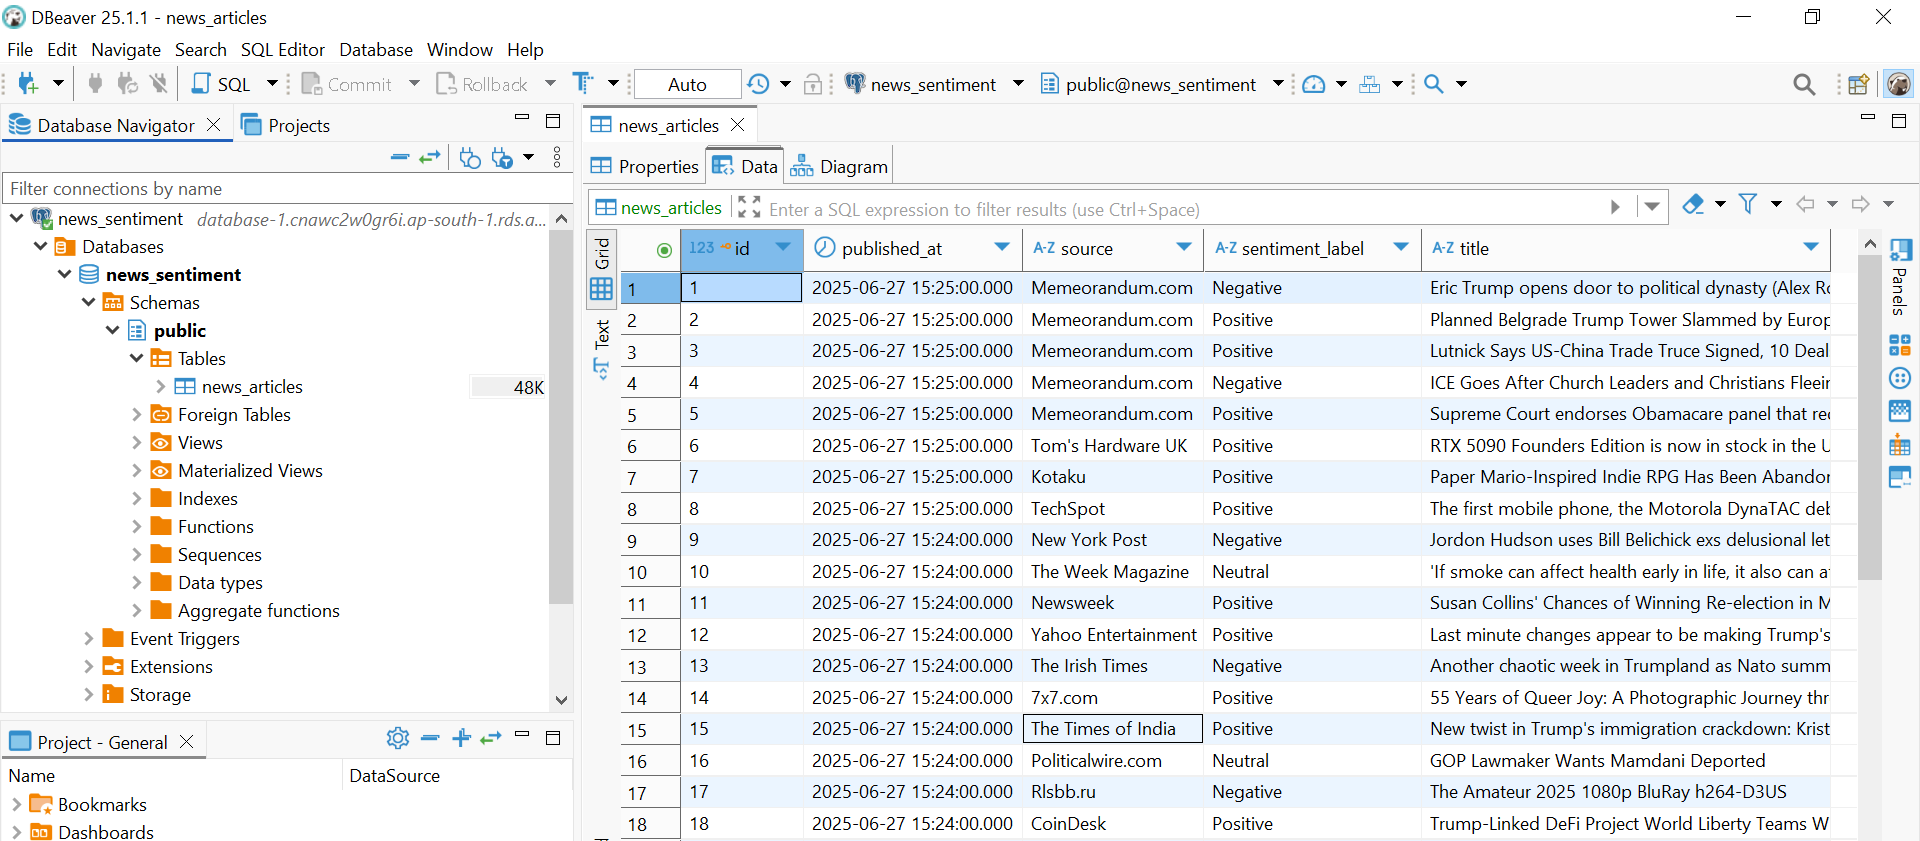 DBeaver 25.1.1 - news_articles
File Edit Navigate Search SQL Editor Database Window Help
SQL Commit Rollback Auto news_sentiment public@news_sentiment
Database Navigator Projects
Filter connections by name
news_sentiment database-1.cnawc2w0gr6i.ap-south-1.rds.a...
Databases
news_sentiment
Schemas
public
Tables
news_articles 48K
Foreign Tables
Views
Materialized Views
Indexes
Functions
Sequences
Data types
Aggregate functions
Event Triggers
Extensions
Storage
Project - General
Name DataSource
Bookmarks
Dashboards
news_articles
Properties Data Diagram
news_articles Enter a SQL expression to filter results (use Ctrl+Space)
Grid
Text
Panels
123 id published_at A-Z source A-Z sentiment_label A-Z title
1 1 2025-06-27 15:25:00.000 Memeorandum.com Negative Eric Trump opens door to political dynasty (Alex Ro
2 2 2025-06-27 15:25:00.000 Memeorandum.com Positive Planned Belgrade Trump Tower Slammed by Europ
3 3 2025-06-27 15:25:00.000 Memeorandum.com Positive Lutnick Says US-China Trade Truce Signed, 10 Deal
4 4 2025-06-27 15:25:00.000 Memeorandum.com Negative ICE Goes After Church Leaders and Christians Fleein
5 5 2025-06-27 15:25:00.000 Memeorandum.com Positive Supreme Court endorses Obamacare panel that rec
6 6 2025-06-27 15:25:00.000 Tom's Hardware UK Positive RTX 5090 Founders Edition is now in stock in the U
7 7 2025-06-27 15:25:00.000 Kotaku Positive Paper Mario-Inspired Indie RPG Has Been Abandor
8 8 2025-06-27 15:25:00.000 TechSpot Positive The first mobile phone, the Motorola DynaTAC deb
9 9 2025-06-27 15:24:00.000 New York Post Negative Jordon Hudson uses Bill Belichick exs delusional let
10 10 2025-06-27 15:24:00.000 The Week Magazine Neutral 'If smoke can affect health early in life, it also can a
11 11 2025-06-27 15:24:00.000 Newsweek Positive Susan Collins' Chances of Winning Re-election in M
12 12 2025-06-27 15:24:00.000 Yahoo Entertainment Positive Last minute changes appear to be making Trump's
13 13 2025-06-27 15:24:00.000 The Irish Times Negative Another chaotic week in Trumpland as Nato summ
14 14 2025-06-27 15:24:00.000 7x7.com Positive 55 Years of Queer Joy: A Photographic Journey thr
15 15 2025-06-27 15:24:00.000 The Times of India Positive New twist in Trump's immigration crackdown: Krist
16 16 2025-06-27 15:24:00.000 Politicalwire.com Neutral GOP Lawmaker Wants Mamdani Deported
17 17 2025-06-27 15:24:00.000 Rlsbb.ru Negative The Amateur 2025 1080p BluRay h264-D3US
18 18 2025-06-27 15:24:00.000 CoinDesk Positive Trump-Linked DeFi Project World Liberty Teams W